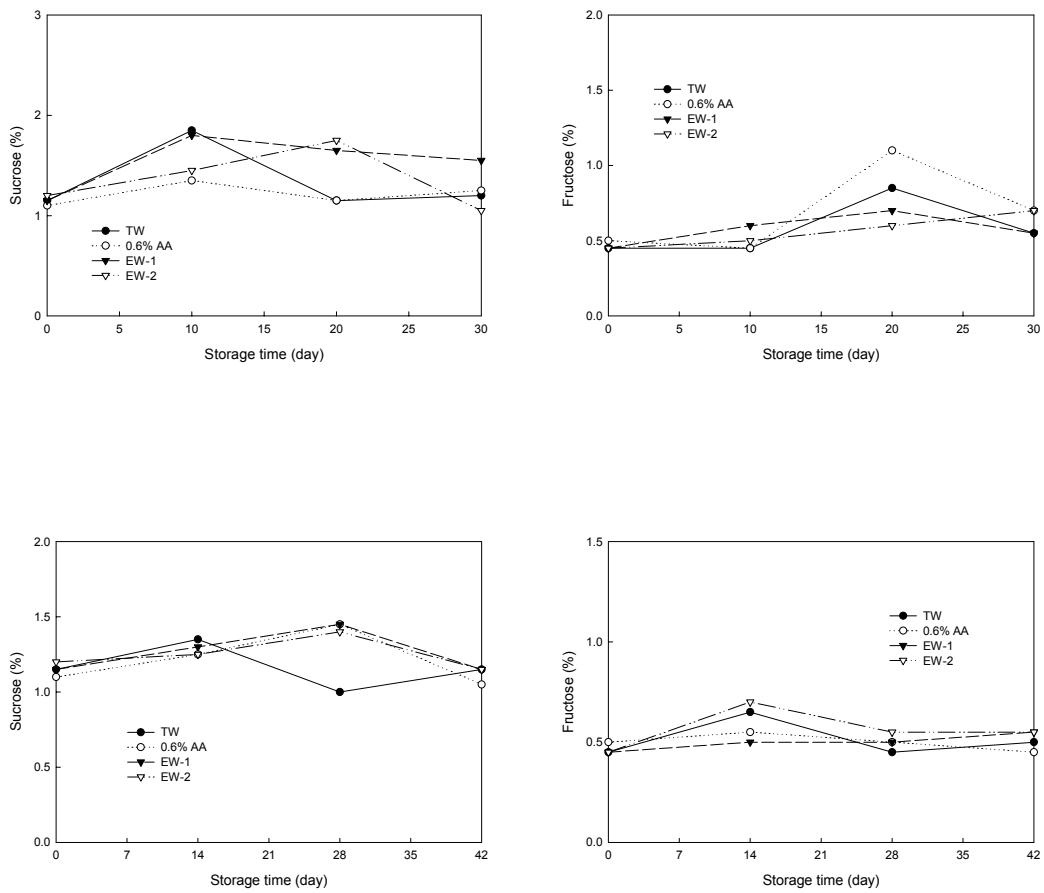 3
2
1
0
Sucrose (%)
TW
0.6% AA
EW-1
EW-2
0 5 10 15 20 25 30
Storage time (day)
2.0
1.5
1.0
0.5
0.0
Fructose (%)
TW
0.6% AA
EW-1
EW-2
0 5 10 15 20 25 30
Storage time (day)
2.0
1.5
1.0
0.5
0.0
Sucrose (%)
TW
0.6% AA
EW-1
EW-2
0 7 14 21 28 35 42
Storage time (day)
1.5
1.0
0.5
0.0
Fructose (%)
TW
0.6% AA
EW-1
EW-2
0 7 14 21 28 35 42
Storage time (day)